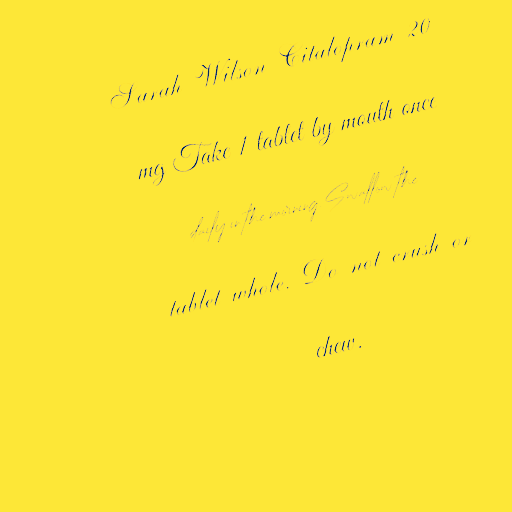 Sarah Wilson Citalopram 20
mg Take 1 tablet by mouth once
daily in the morning Swallow the
tablet whole. Do not crush or
chew.